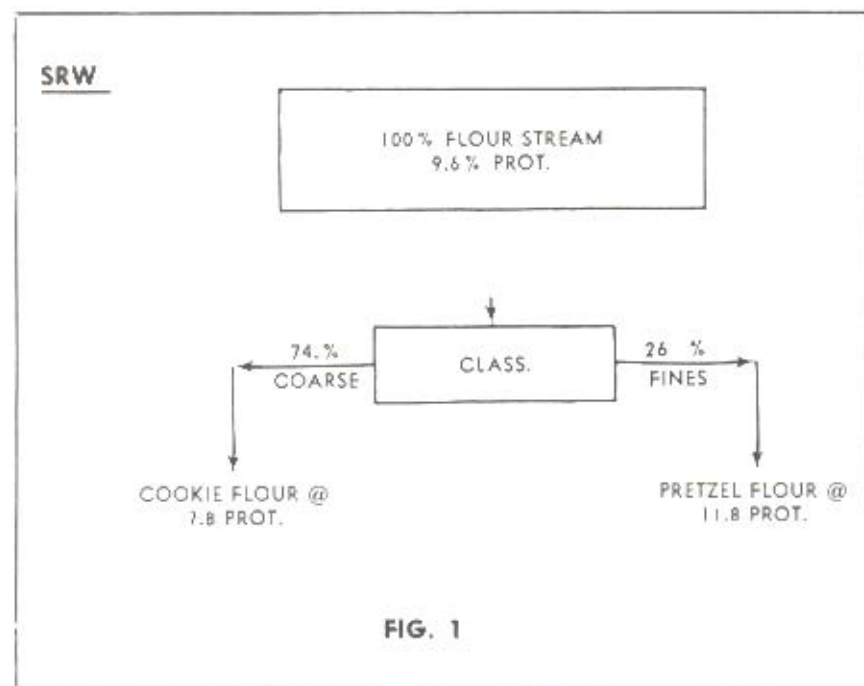 SRW
100% FLOUR STREAM
9.6% PROT.
74.%
COARSE
CLASS.
26 %
FINES
COOKIE FLOUR @
7.8 PROT.
PRETZEL FLOUR @
11.8 PROT.
FIG. 1